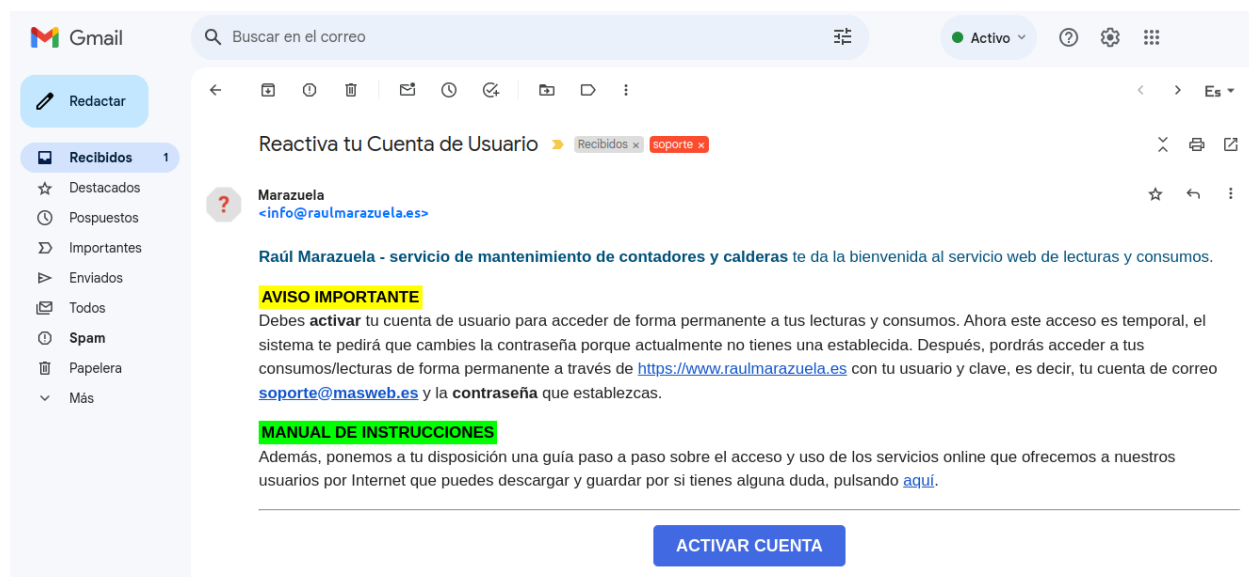 Gmail
Buscar en el correo
Activo
Redactar
Es
Reactiva tu Cuenta de Usuario
Recibidos ×
soporte ×
Recibidos 1
Destacados
Pospuestos
Importantes
Enviados
Todos
Spam
Papelera
Más
?
Marazuela
<info@raulmarazuela.es>
Raúl Marazuela - servicio de mantenimiento de contadores y calderas te da la bienvenida al servicio web de lecturas y consumos.
AVISO IMPORTANTE
Debes activar tu cuenta de usuario para acceder de forma permanente a tus lecturas y consumos. Ahora este acceso es temporal, el
sistema te pedirá que cambies la contraseña porque actualmente no tienes una establecida. Después, pordrás acceder a tus
consumos/lecturas de forma permanente a través de https://www.raulmarazuela.es con tu usuario y clave, es decir, tu cuenta de correo
soporte@masweb.es y la contraseña que establezcas.
MANUAL DE INSTRUCCIONES
Además, ponemos a tu disposición una guía paso a paso sobre el acceso y uso de los servicios online que ofrecemos a nuestros
usuarios por Internet que puedes descargar y guardar por si tienes alguna duda, pulsando aquí.
ACTIVAR CUENTA